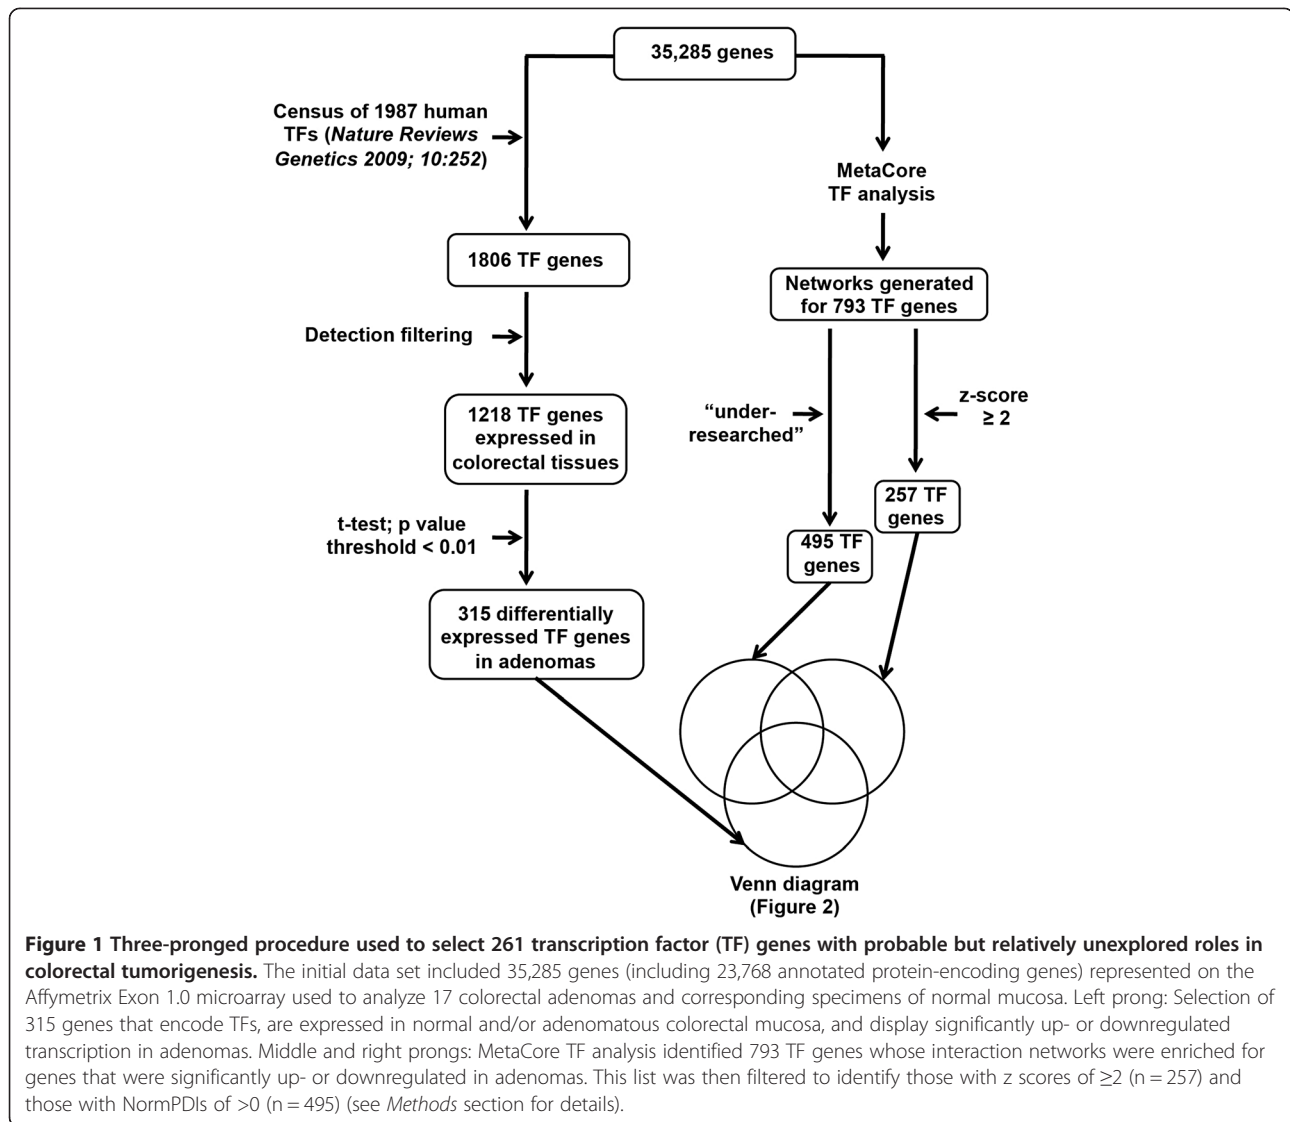 35,285 genes
Census of 1987 human
TFs (Nature Reviews
Genetics 2009; 10:252)
MetaCore
TF analysis
1806 TF genes
Networks generated
for 793 TF genes
Detection filtering
1218 TF genes
expressed in
colorectal tissues
“under-
researched”
z-score
≥ 2
257 TF
genes
t-test; p value
threshold < 0.01
495 TF
genes
315 differentially
expressed TF genes
in adenomas
Venn diagram
(Figure 2)
Figure 1 Three-pronged procedure used to select 261 transcription factor (TF) genes with probable but relatively unexplored roles in
colorectal tumorigenesis. The initial data set included 35,285 genes (including 23,768 annotated protein-encoding genes) represented on the
Affymetrix Exon 1.0 microarray used to analyze 17 colorectal adenomas and corresponding specimens of normal mucosa. Left prong: Selection of
315 genes that encode TFs, are expressed in normal and/or adenomatous colorectal mucosa, and display significantly up- or downregulated
transcription in adenomas. Middle and right prongs: MetaCore TF analysis identified 793 TF genes whose interaction networks were enriched for
genes that were significantly up- or downregulated in adenomas. This list was then filtered to identify those with z scores of ≥2 (n = 257) and
those with NormPDIs of >0 (n = 495) (see Methods section for details).